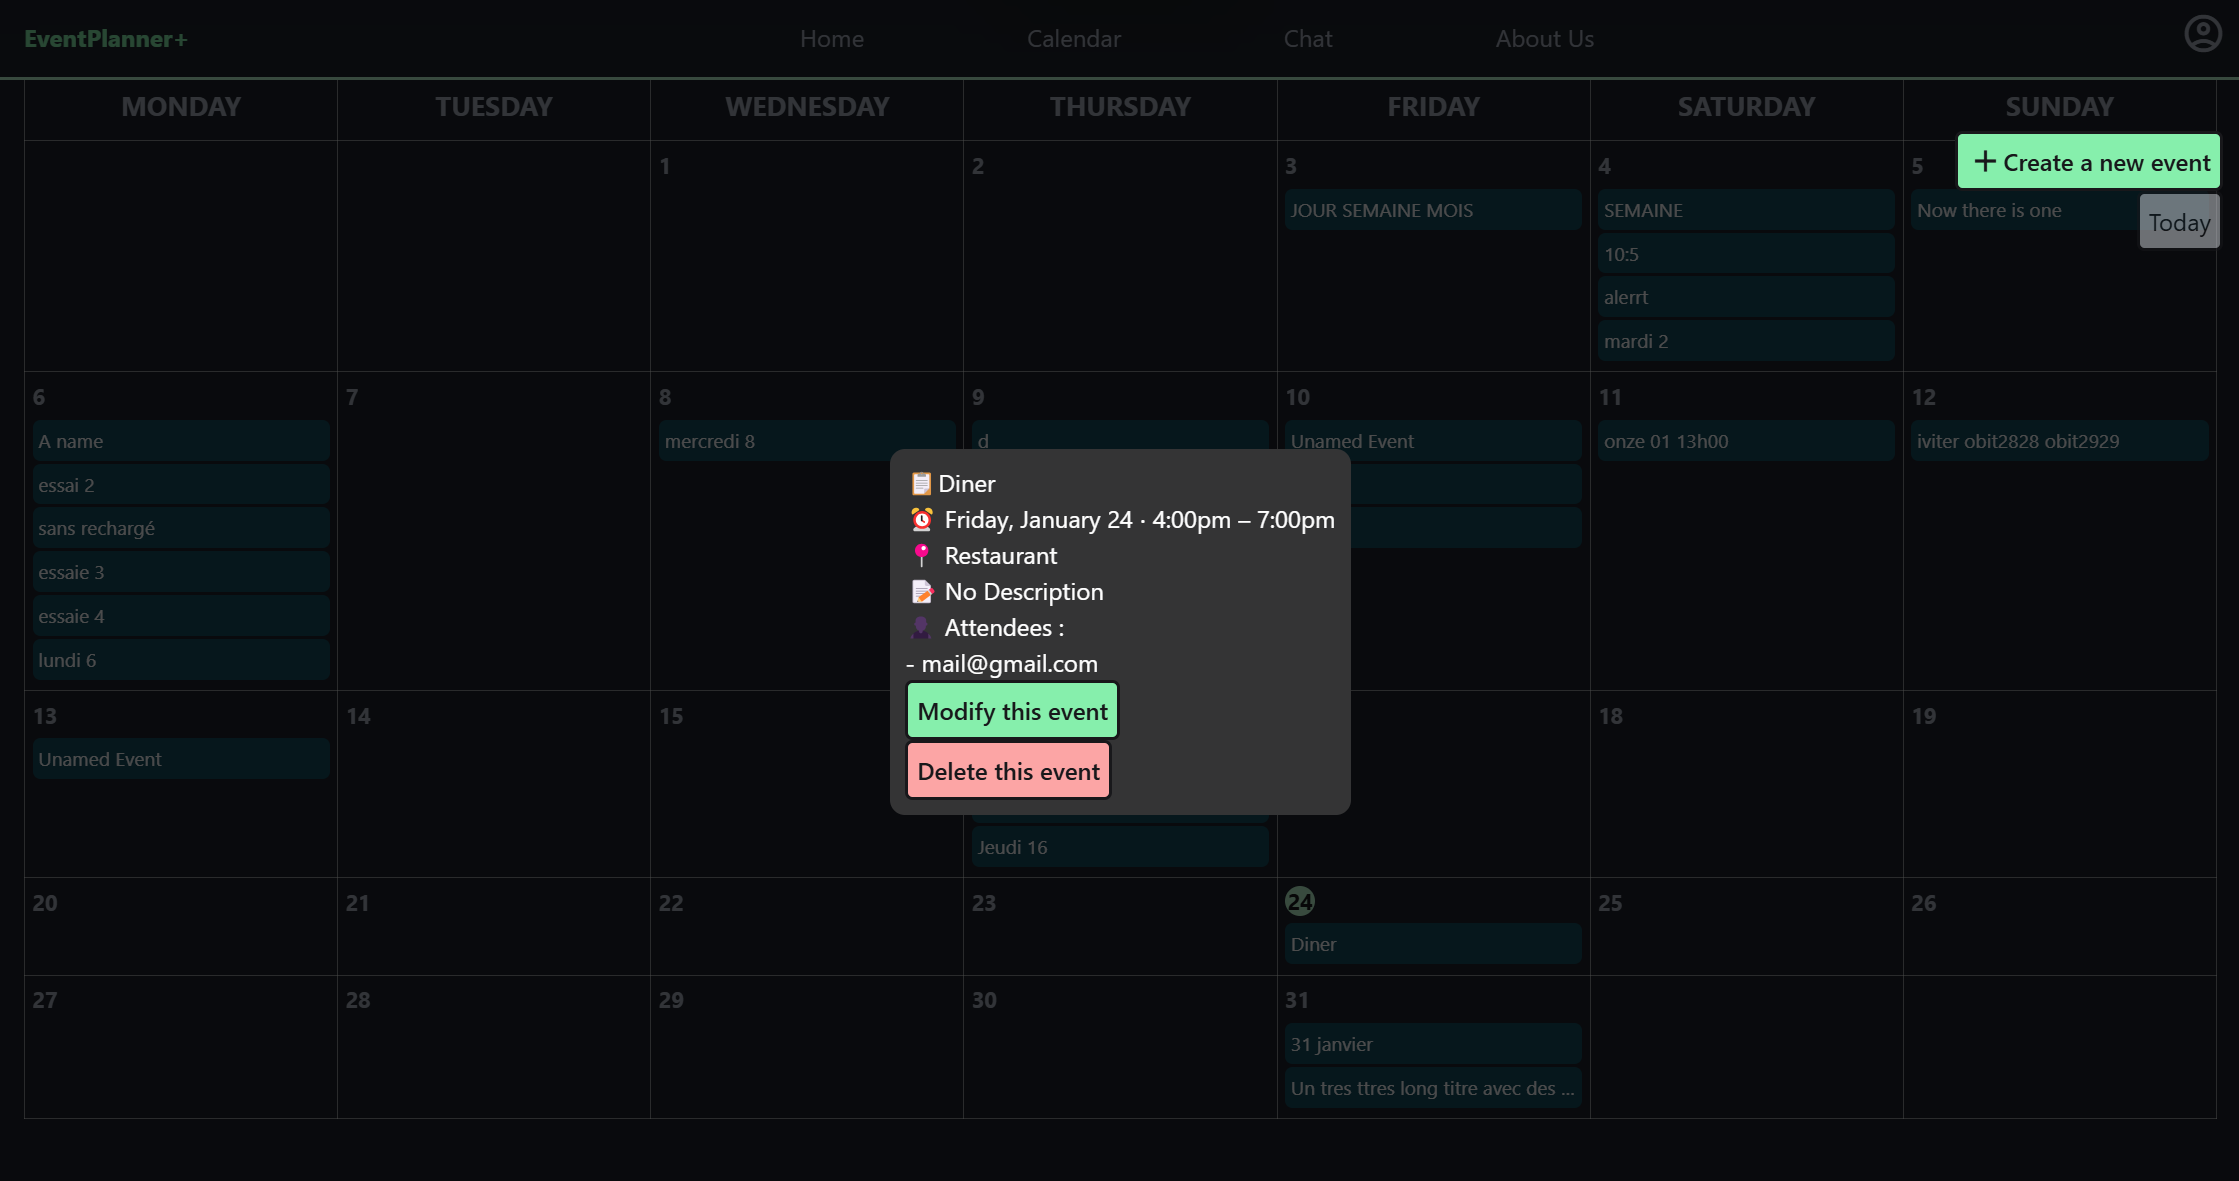 EventPlanner+ Home Calendar Chat About Us
MONDAY TUESDAY WEDNESDAY THURSDAY FRIDAY SATURDAY SUNDAY
+ Create a new event
Today
1 2 3 4 5
JOUR SEMAINE MOIS SEMAINE Now there is one
10:5
alerrt
mardi 2
6 7 8 9 10 11 12
A name mercredi 8 d Unamed Event onze 01 13h00 iviter obit2828 obit2929
essai 2
sans rechargé
essaie 3
essaie 4
lundi 6
Diner
Friday, January 24 · 4:00pm – 7:00pm
Restaurant
No Description
Attendees :
- mail@gmail.com
Modify this event
Delete this event
13 14 15 18 19
Unamed Event
Jeudi 16
20 21 22 23 24 25 26
Diner
27 28 29 30 31
31 janvier
Un tres ttres long titre avec des ...